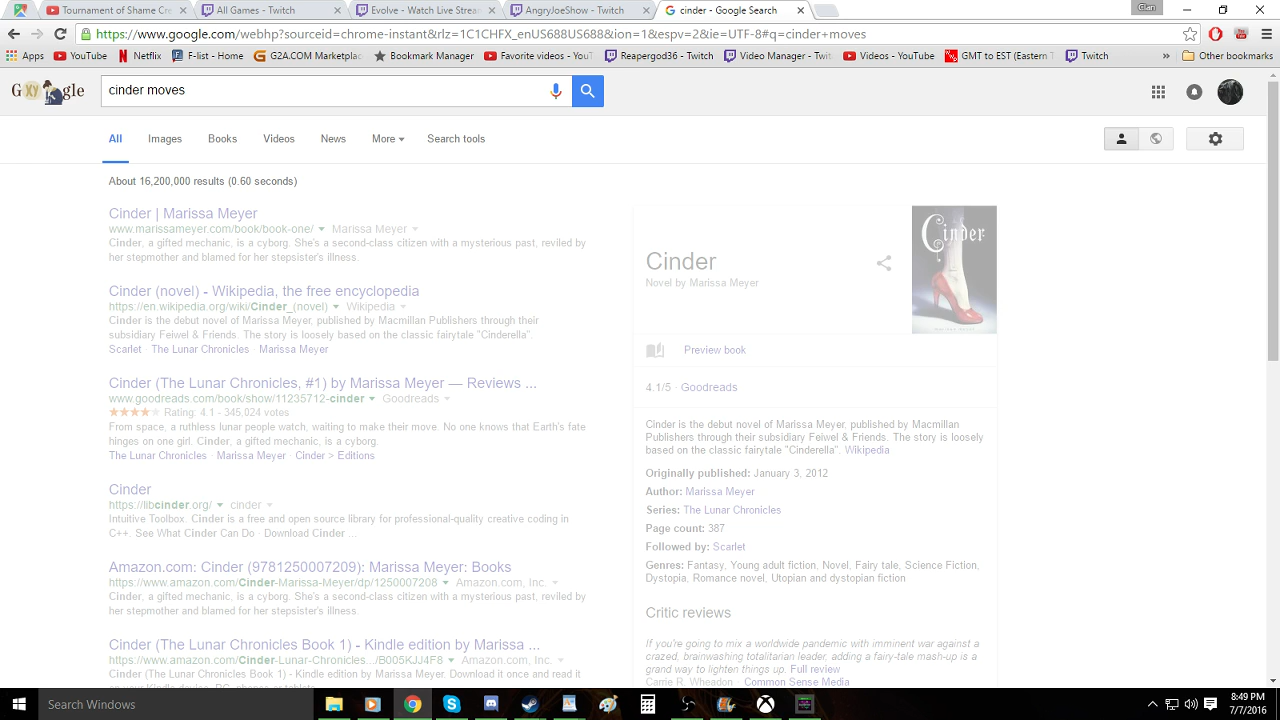 Tournament of Shame Cr
All Games - Twitch
Evolve - Watch Live Stream
AngryJoeShow - Twitch
cinder - Google Search
https://www.google.com/webhp?sourceid=chrome-instant&rlz=1C1CHFX_enUS688US688&ion=1&espv=2&ie=UTF-8#q=cinder+moves
Apps
YouTube
Netflix
F-list - Home
G2A.COM Marketplac
Bookmark Manager
Favorite videos - YouT
Reapergod36 - Twitch
Video Manager - Twitc
Videos - YouTube
GMT to EST (Eastern T
Twitch
Other bookmarks
cinder moves
All
Images
Books
Videos
News
More
Search tools
About 16,200,000 results (0.60 seconds)
Cinder | Marissa Meyer
www.marissameyer.com/book/book-one/ Marissa Meyer
Cinder, a gifted mechanic, is a cyborg. She's a second-class citizen with a mysterious past, reviled by
her stepmother and blamed for her stepsister's illness.
Cinder (novel) - Wikipedia, the free encyclopedia
https://en.wikipedia.org/wiki/Cinder_(novel) Wikipedia
Cinder is the debut novel of Marissa Meyer, published by Macmillan Publishers through their
subsidiary Feiwel & Friends. The story is loosely based on the classic fairytale "Cinderella".
Scarlet · The Lunar Chronicles · Marissa Meyer
Cinder (The Lunar Chronicles, #1) by Marissa Meyer — Reviews ...
www.goodreads.com/book/show/11235712-cinder Goodreads
Rating: 4.1 - 345,024 votes
From space, a ruthless lunar people watch, waiting to make their move. No one knows that Earth's fate
hinges on one girl. Cinder, a gifted mechanic, is a cyborg.
The Lunar Chronicles · Marissa Meyer · Cinder > Editions
Cinder
https://libcinder.org/ cinder
Intuitive Toolbox. Cinder is a free and open source library for professional-quality creative coding in
C++. See What Cinder Can Do · Download Cinder ...
Amazon.com: Cinder (9781250007209): Marissa Meyer: Books
https://www.amazon.com/Cinder-Marissa-Meyer/dp/1250007208 Amazon.com, Inc.
Cinder, a gifted mechanic, is a cyborg. She's a second-class citizen with a mysterious past, reviled by
her stepmother and blamed for her stepsister's illness.
Cinder (The Lunar Chronicles Book 1) - Kindle edition by Marissa ...
https://www.amazon.com/Cinder-Lunar-Chronicles.../B005KJJ4F8 Amazon.com, Inc.
Cinder (The Lunar Chronicles Book 1) - Kindle edition by Marissa Meyer. Download it once and read it
Cinder
Novel by Marissa Meyer
Cinder
Preview book
4.1/5 · Goodreads
Cinder is the debut novel of Marissa Meyer, published by Macmillan
Publishers through their subsidiary Feiwel & Friends. The story is loosely
based on the classic fairytale "Cinderella". Wikipedia
Originally published: January 3, 2012
Author: Marissa Meyer
Series: The Lunar Chronicles
Page count: 387
Followed by: Scarlet
Genres: Fantasy, Young adult fiction, Novel, Fairy tale, Science Fiction,
Dystopia, Romance novel, Utopian and dystopian fiction
Critic reviews
If you're going to mix a worldwide pandemic with imminent war against a
crazed, brainwashing totalitarian leader, adding a fairy-tale mash-up is a
grand way to lighten things up. Full review
Carrie R. Wheadon · Common Sense Media
Search Windows
8:49 PM
7/7/2016